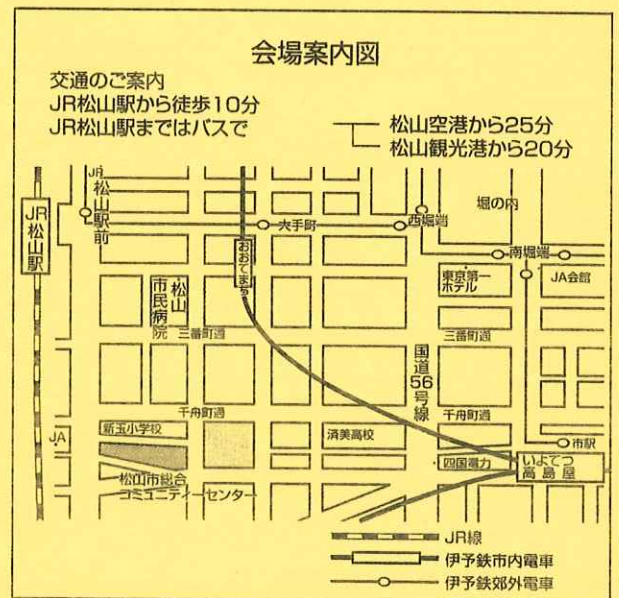 会場案内図
交通のご案内
JR松山駅から徒歩10分
JR松山駅まではバスで
松山空港から25分
松山観光港から20分
JR松山駅
JR松山駅前
大手町
西堀端
堀の内
南堀端
おおてまち
松山市民病院
東京第一ホテル
JA会館
三番町通
三番町通
国道56号線
千舟町通
千舟町通
新玉小学校
済美高校
JA
市駅
四国電力
いよてつ高島屋
松山市総合
コミュニティーセンター
JR線
伊予鉄市内電車
伊予鉄郊外電車